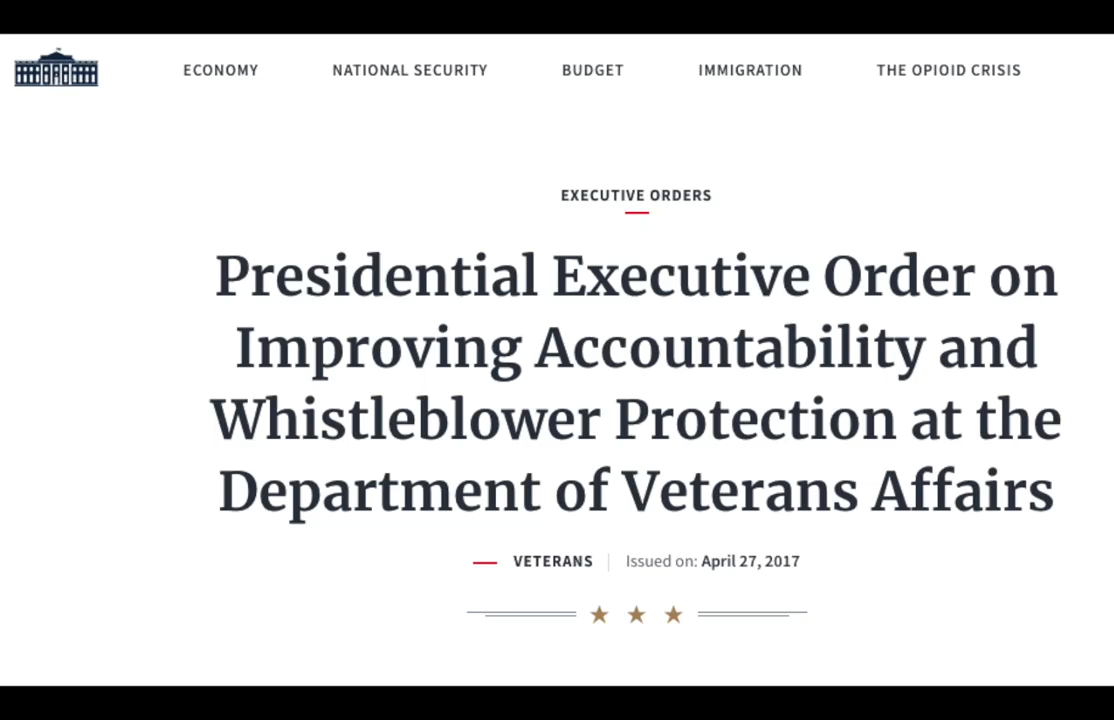 ECONOMY NATIONAL SECURITY BUDGET IMMIGRATION THE OPIOID CRISIS
EXECUTIVE ORDERS
Presidential Executive Order on
Improving Accountability and
Whistleblower Protection at the
Department of Veterans Affairs
VETERANS Issued on: April 27, 2017